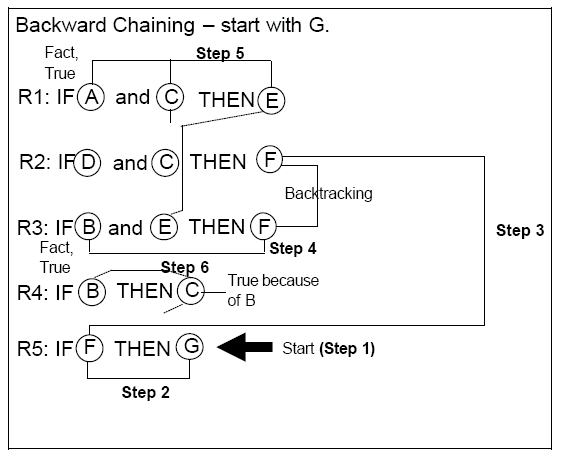 Backward Chaining – start with G.
Fact,
True
Step 5
R1: IF A and C THEN E
R2: IF D and C THEN F
Backtracking
Step 3
R3: IF B and E THEN F
Fact,
True
Step 4
Step 6
R4: IF B THEN C
True because
of B
R5: IF F THEN G
Start (Step 1)
Step 2